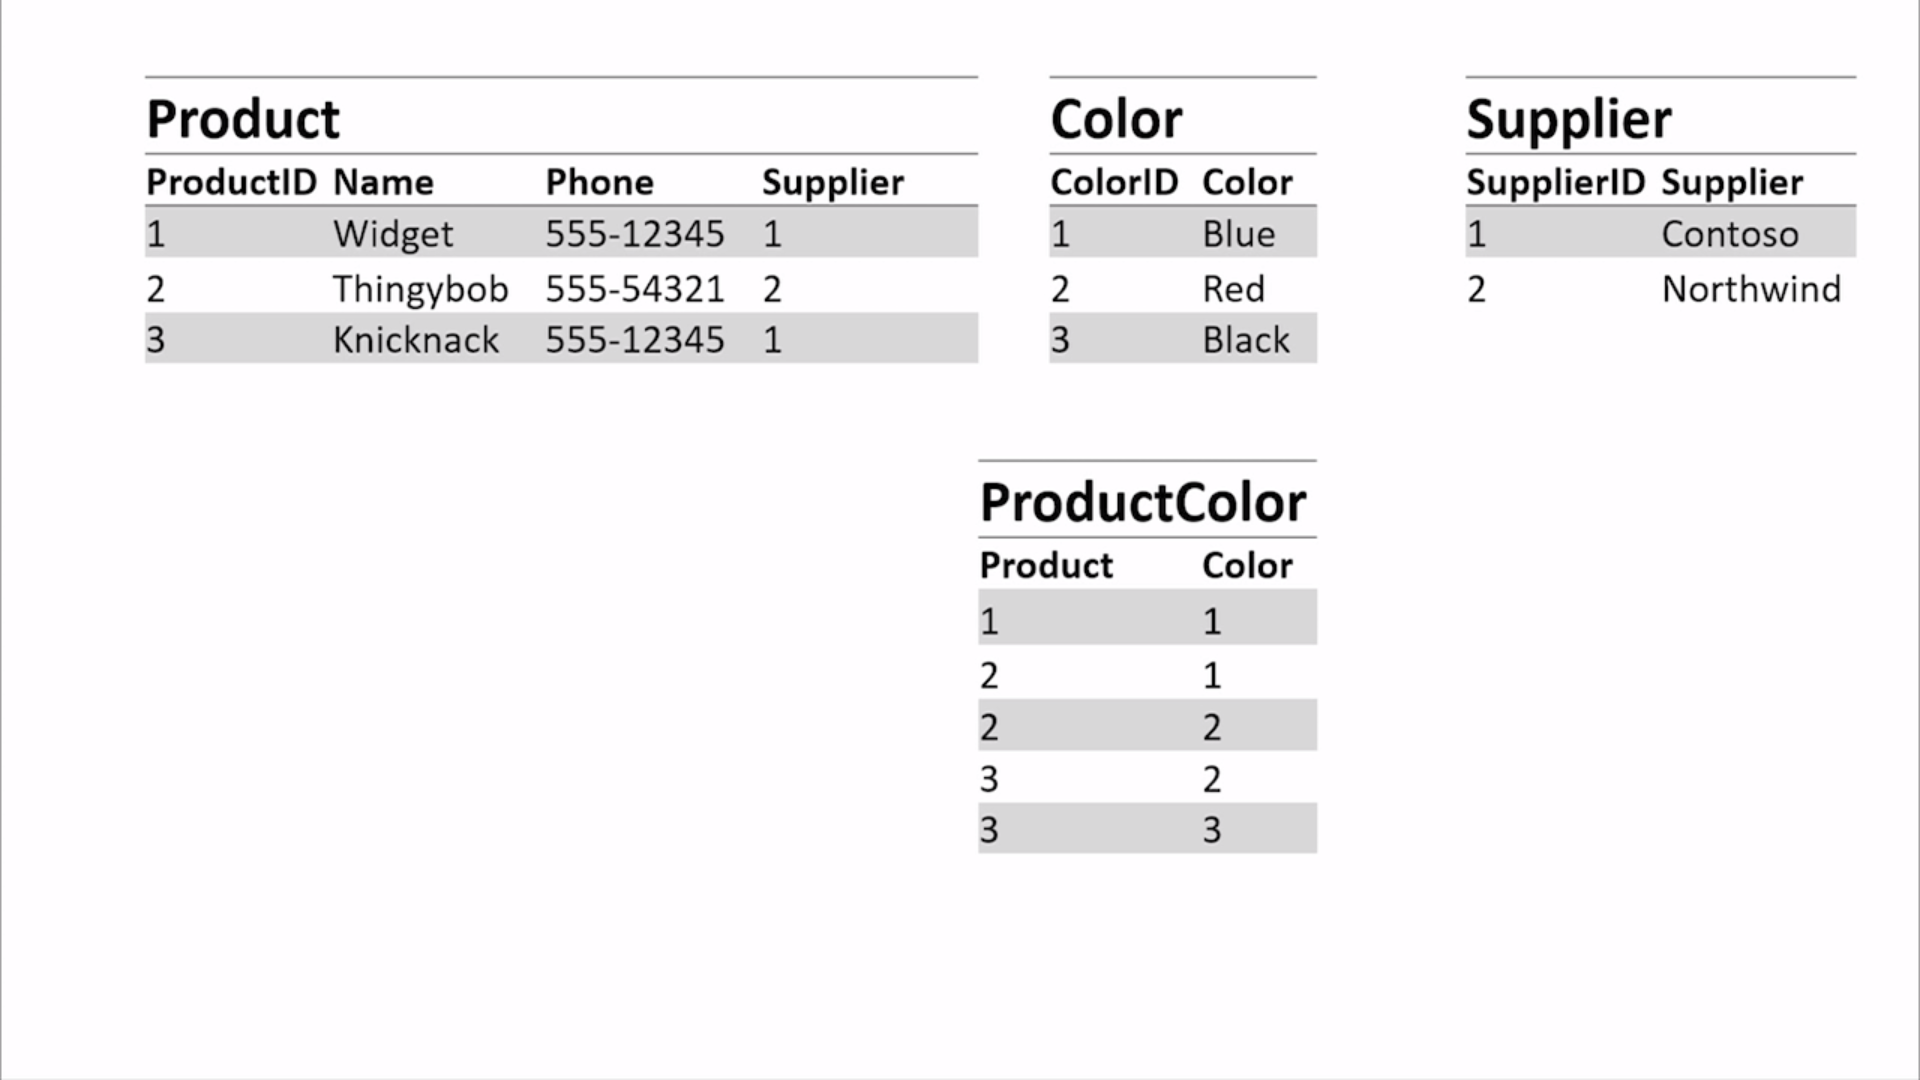 Product
ProductID Name Phone Supplier
1 Widget 555-12345 1
2 Thingybob 555-54321 2
3 Knicknack 555-12345 1
Color
ColorID Color
1 Blue
2 Red
3 Black
Supplier
SupplierID Supplier
1 Contoso
2 Northwind
ProductColor
Product Color
1 1
2 1
2 2
3 2
3 3